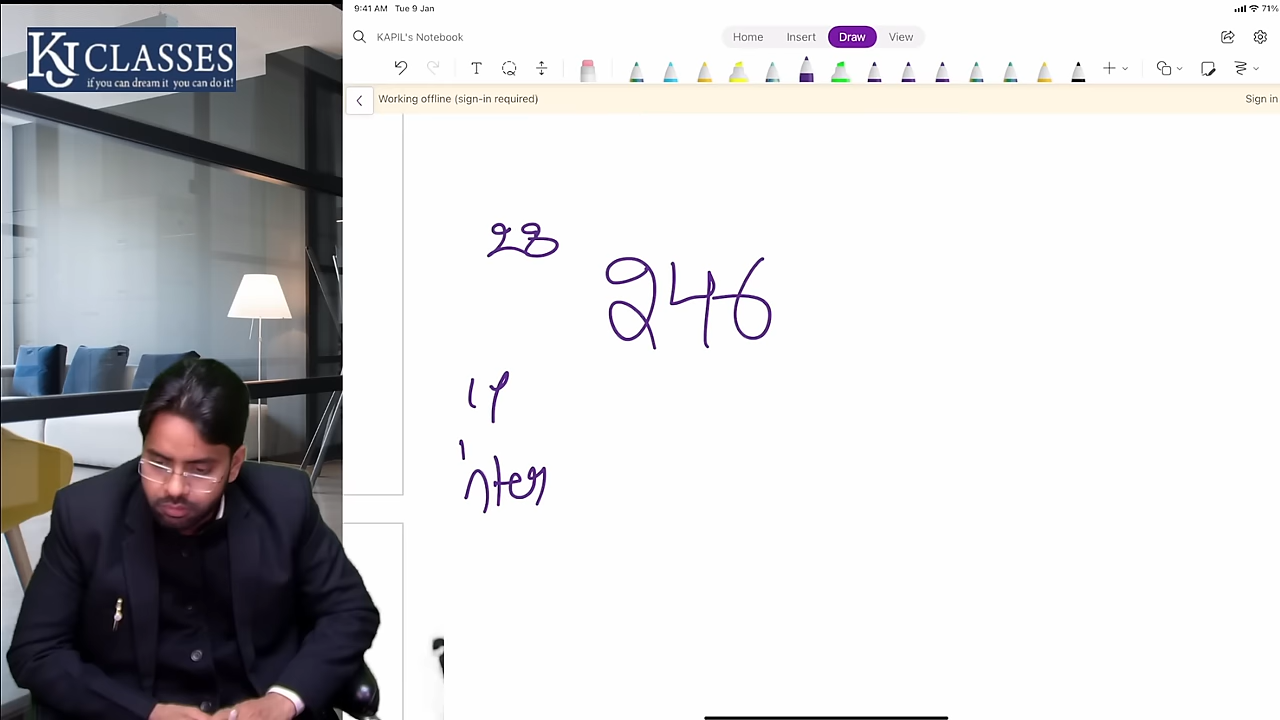 KJ CLASSES
if you can dream it you can do it!
9:41 AM Tue 9 Jan
71%
KAPIL's Notebook
Home Insert Draw View
Working offline (sign-in required)
Sign in
28
246
inter